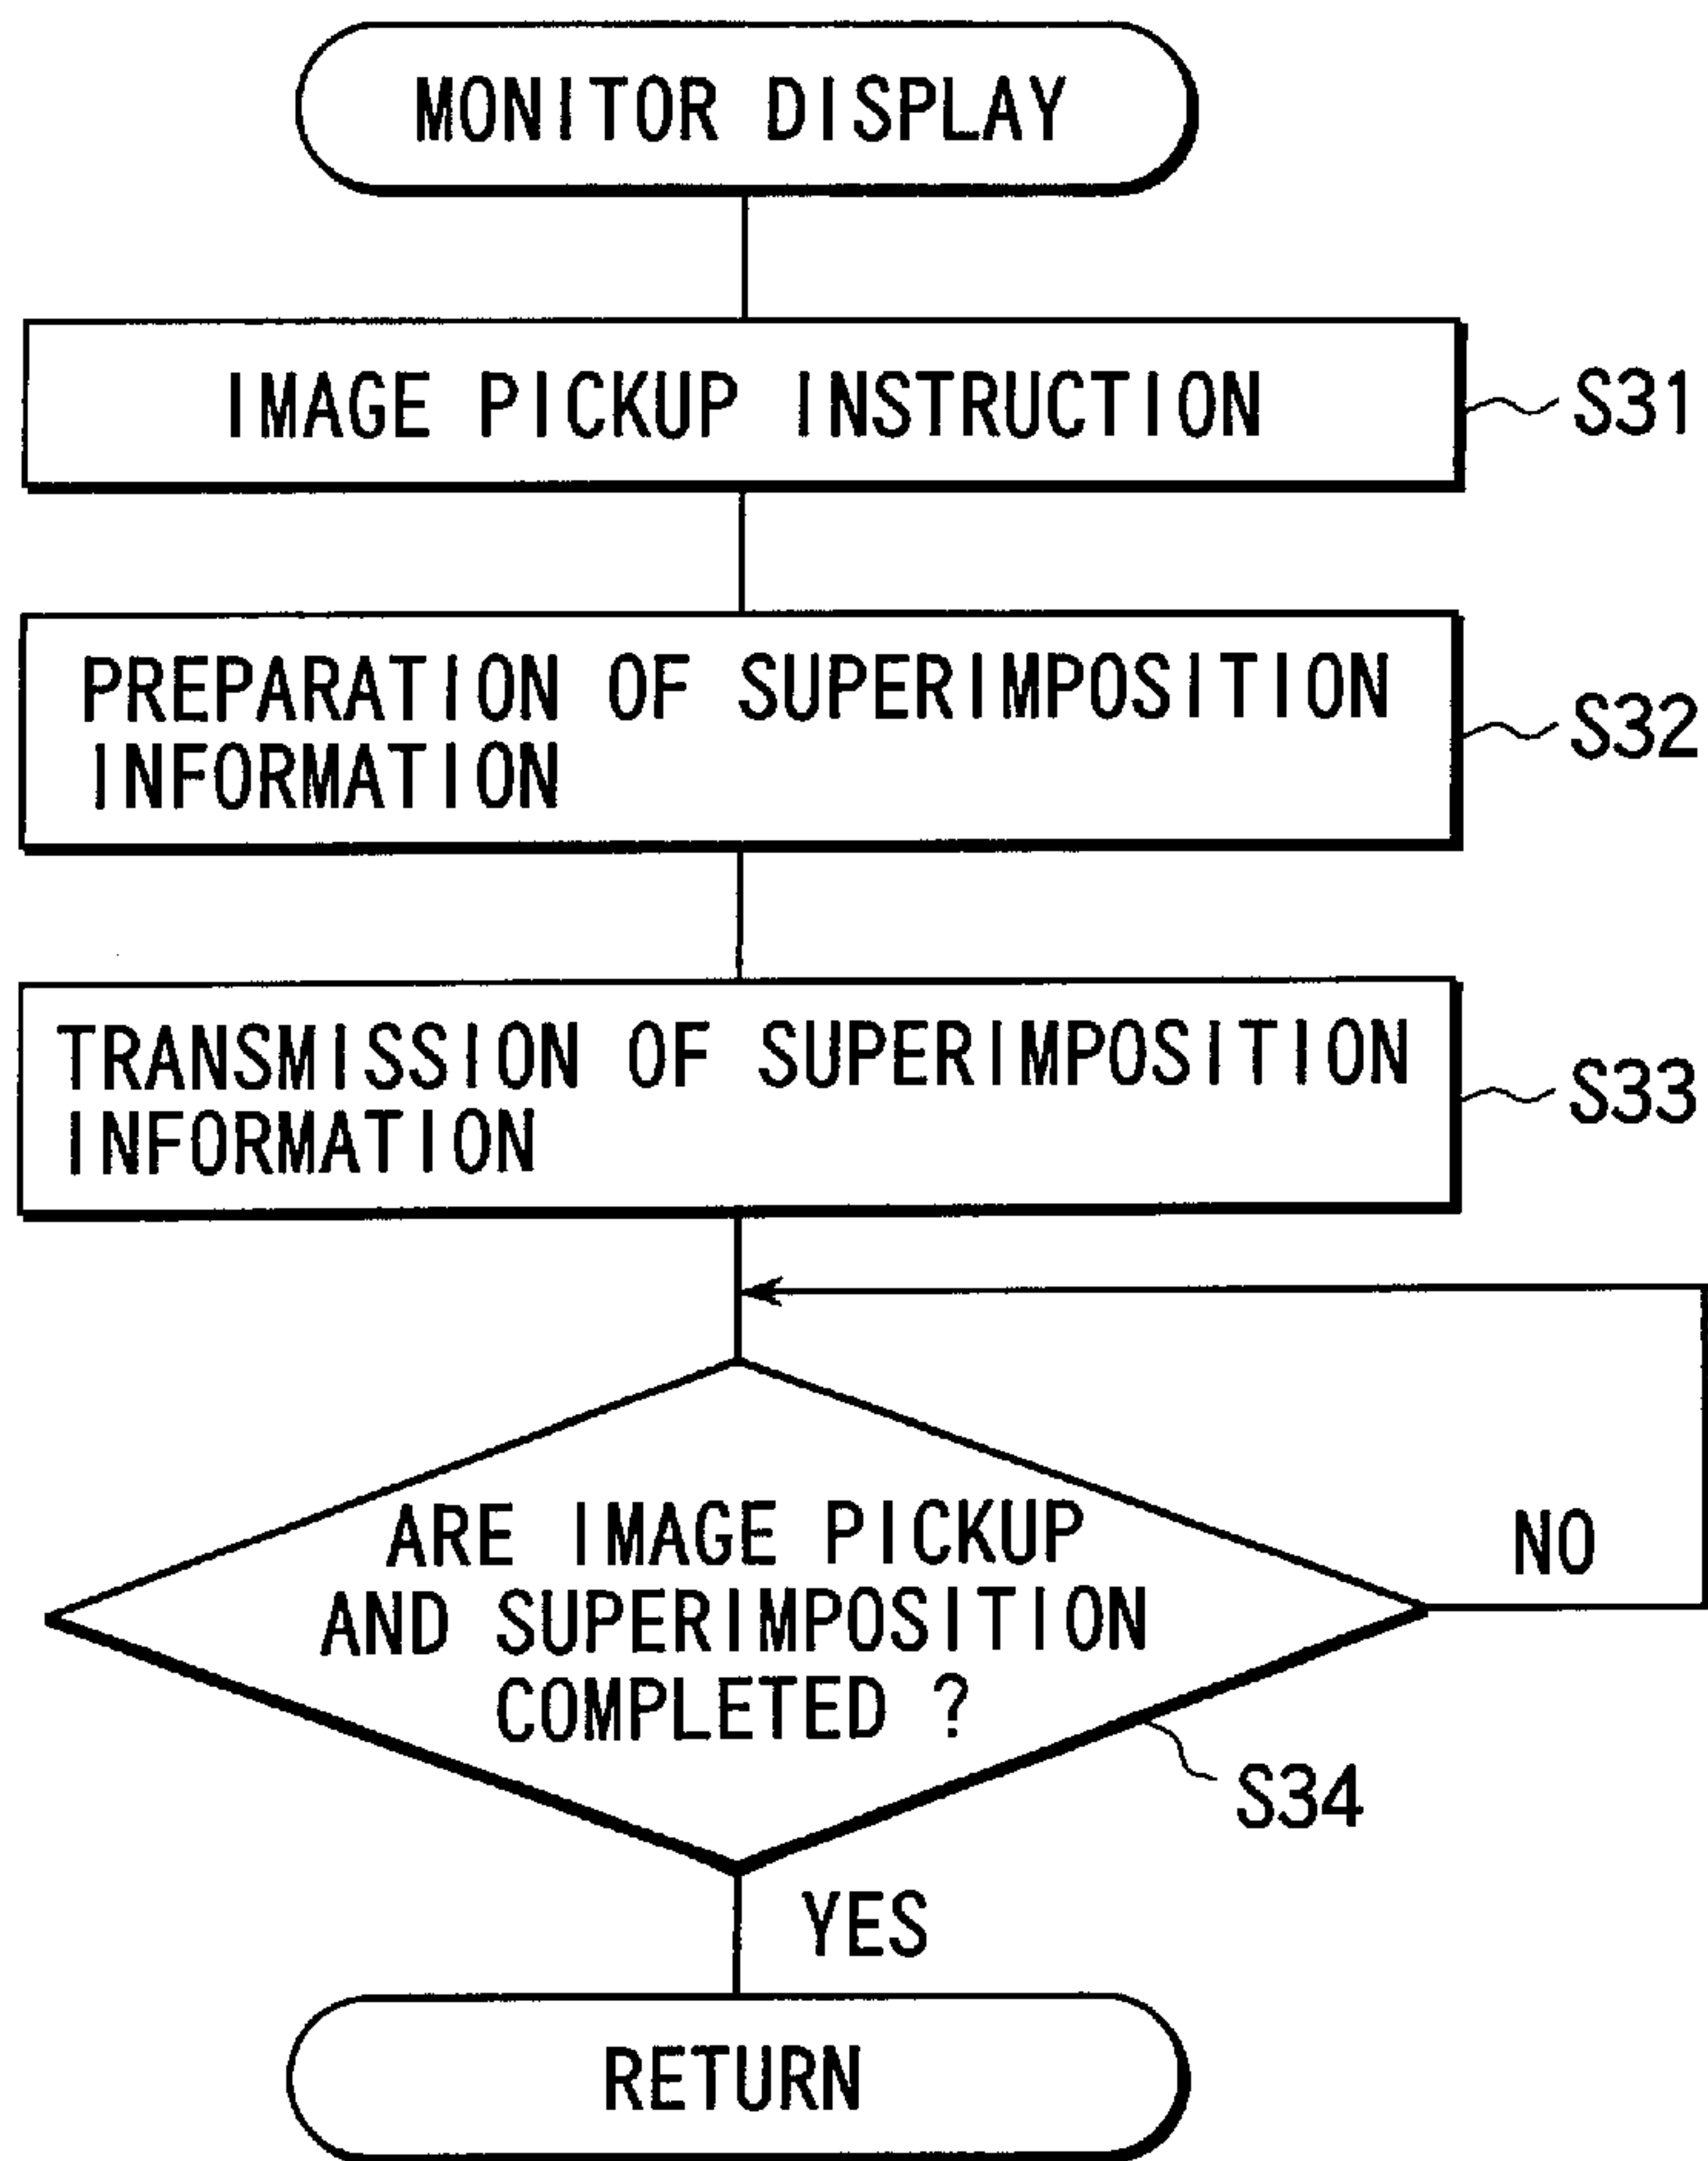 MONITOR DISPLAY
IMAGE PICKUP INSTRUCTION
S31
PREPARATION OF SUPERIMPOSITION
INFORMATION
S32
TRANSMISSION OF SUPERIMPOSITION
INFORMATION
S33
ARE IMAGE PICKUP
AND SUPERIMPOSITION
COMPLETED ?
NO
S34
YES
RETURN